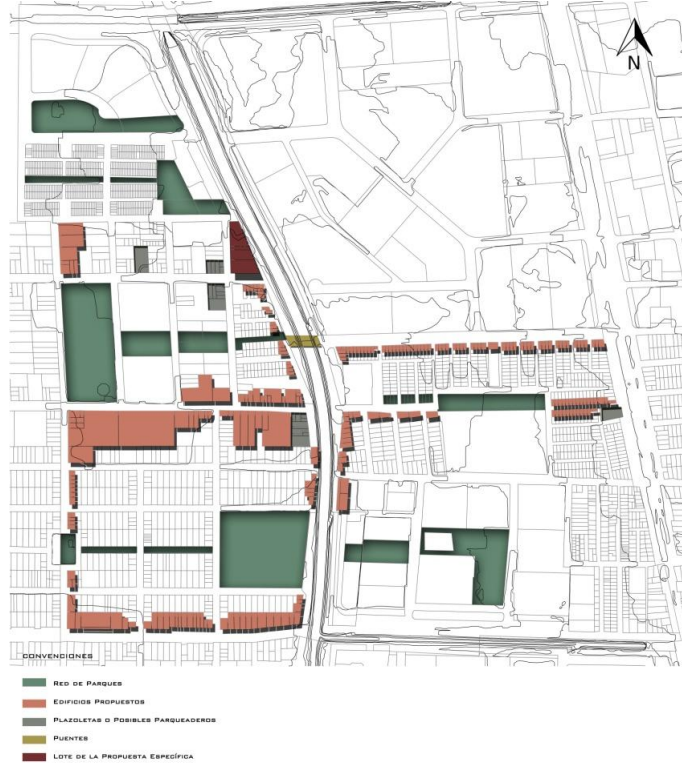 N
CONVENCIONES
RED DE PARQUES
EDIFICIOS PROPUESTOS
PLAZOLETAS O POSIBLES PARQUEADEROS
PUENTES
LOTE DE LA PROPUESTA ESPECÍFICA